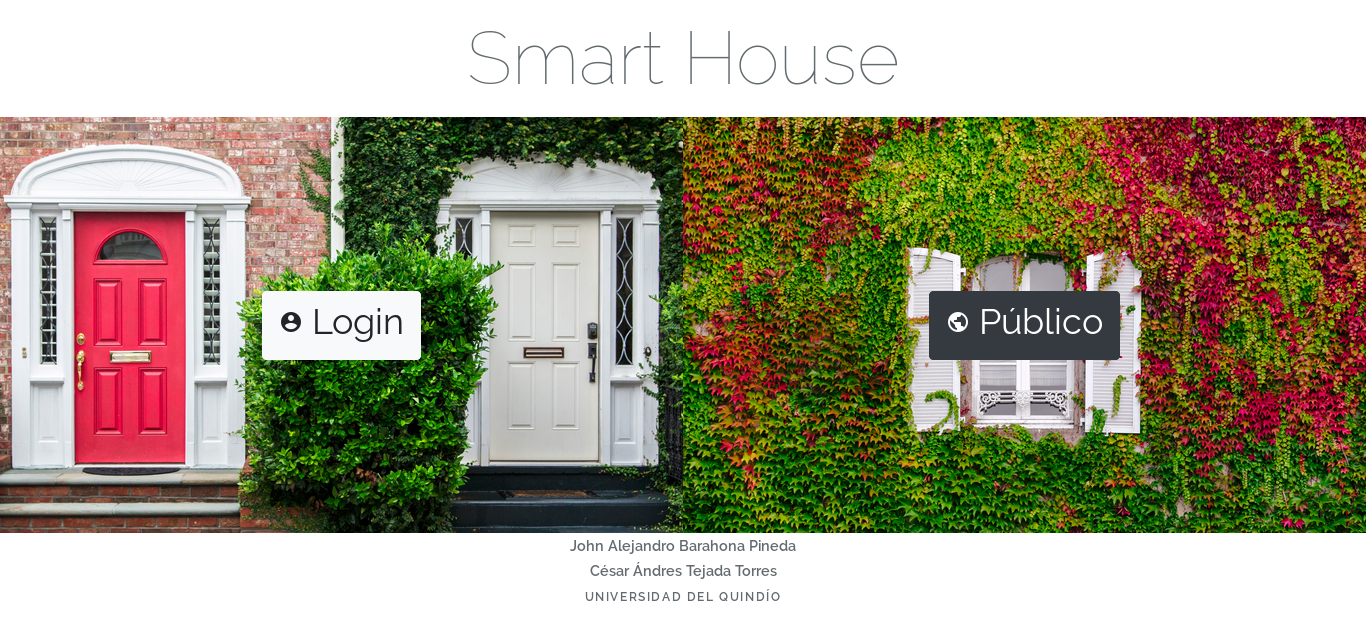 Smart House
Login
Público
John Alejandro Barahona Pineda
César Ándres Tejada Torres
UNIVERSIDAD DEL QUINDÍO